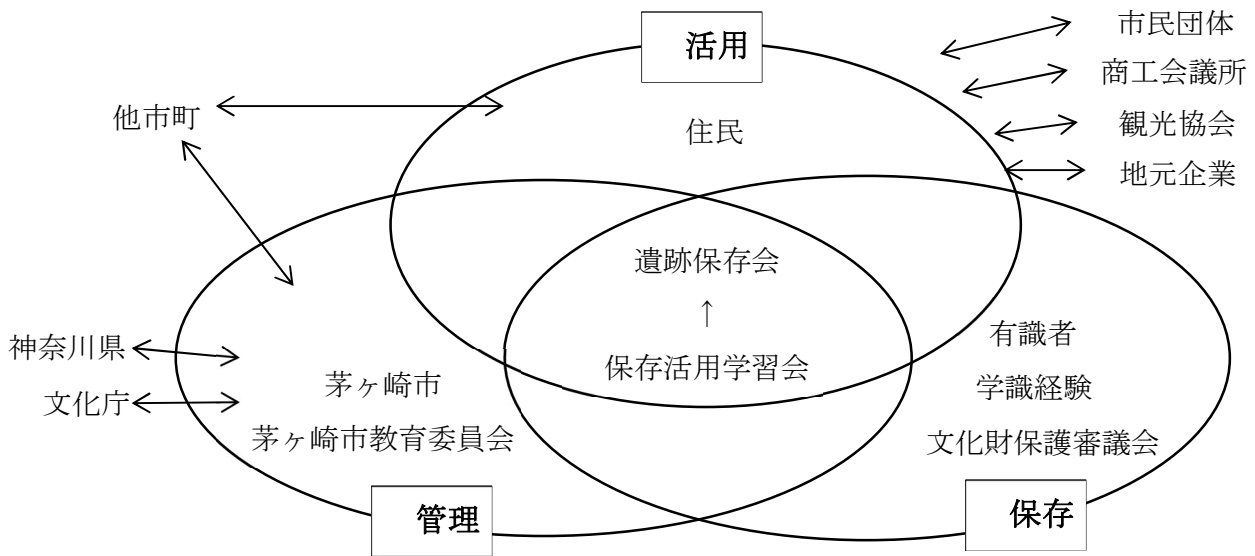 活用
市民団体
商工会議所
観光協会
地元企業
他市町
住民
遺跡保存会
↑
保存活用学習会
神奈川県
文化庁
茅ヶ崎市
茅ヶ崎市教育委員会
有識者
学識経験
文化財保護審議会
管理
保存